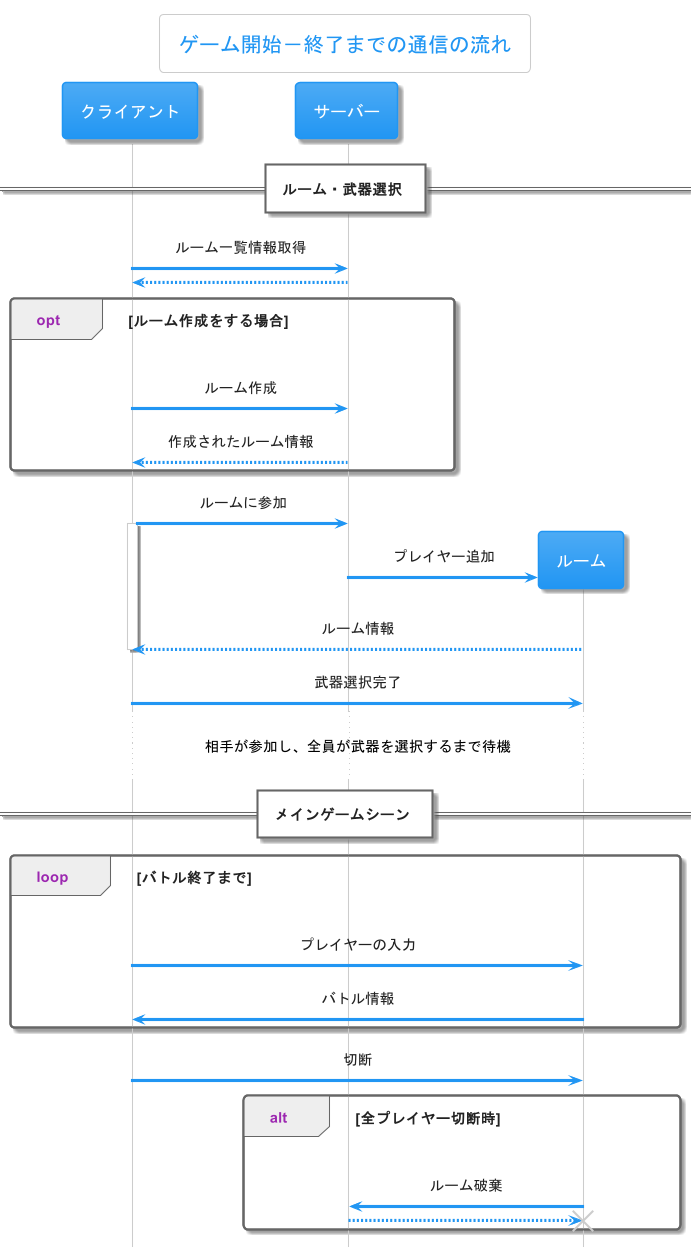 ゲーム開始－終了までの通信の流れ
クライアント
サーバー
ルーム・武器選択
ルーム一覧情報取得
opt
[ルーム作成をする場合]
ルーム作成
作成されたルーム情報
ルームに参加
プレイヤー追加
ルーム
ルーム情報
武器選択完了
相手が参加し、全員が武器を選択するまで待機
メインゲームシーン
loop
[バトル終了まで]
プレイヤーの入力
バトル情報
切断
alt
[全プレイヤー切断時]
ルーム破棄